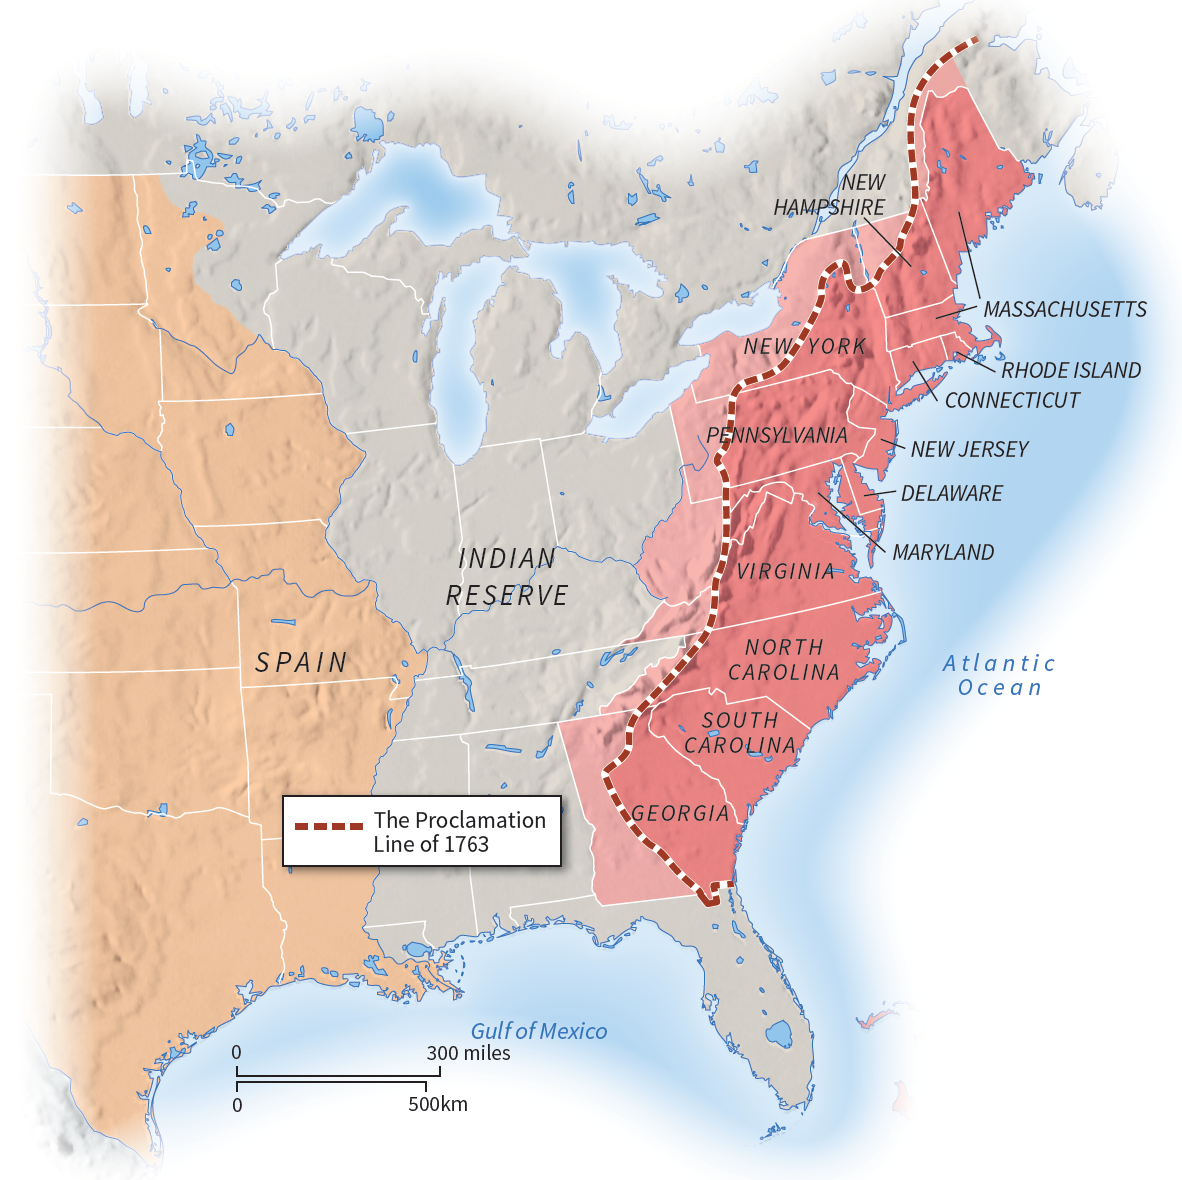 NEW
HAMPSHIRE
MASSACHUSETTS
NEW YORK
RHODE ISLAND
CONNECTICUT
PENNSYLVANIA
NEW JERSEY
DELAWARE
MARYLAND
INDIAN
RESERVE
VIRGINIA
SPAIN
NORTH
CAROLINA
Atlantic
Ocean
SOUTH
CAROLINA
GEORGIA
The Proclamation
Line of 1763
Gulf of Mexico
0 300 miles
0 500km